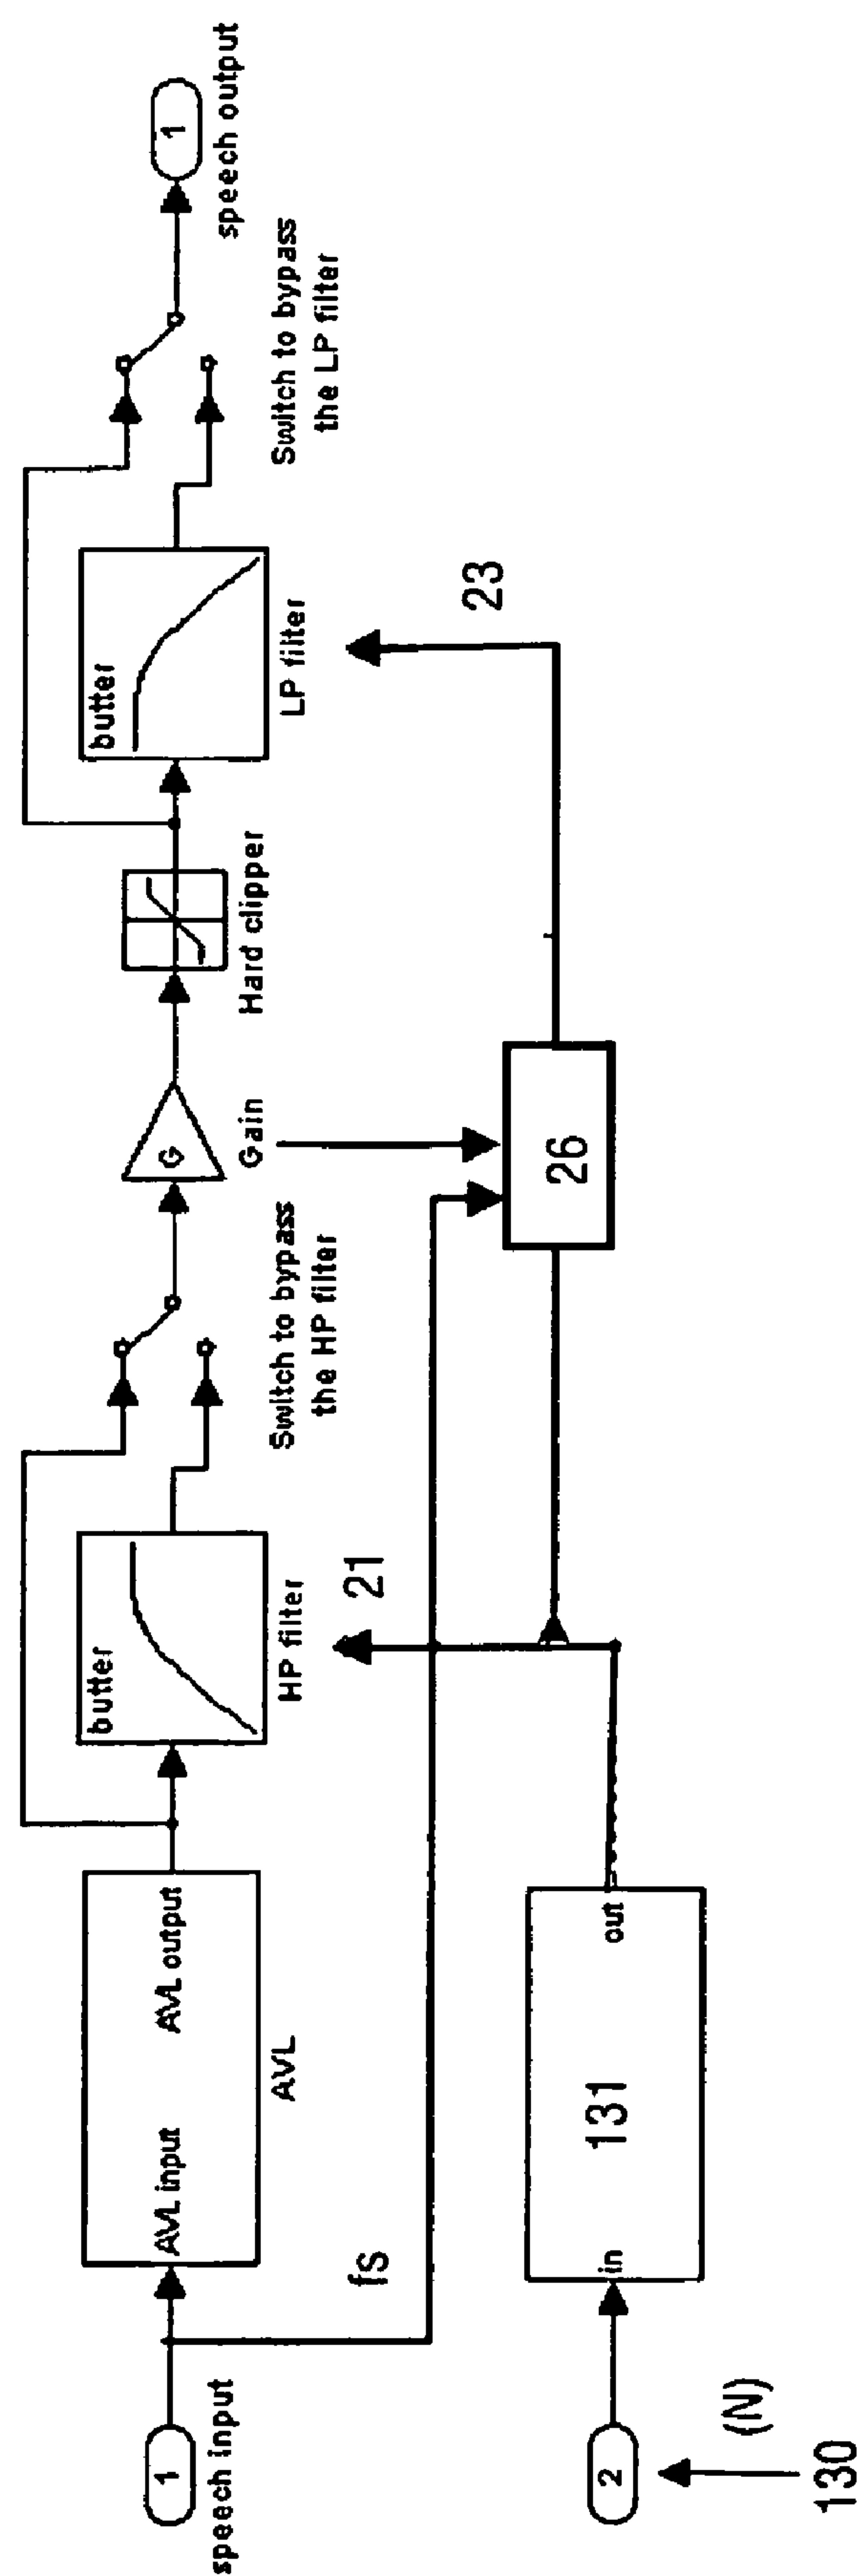 1
speech input
AVL input
AVL output
AVL
butter
HP filter
Switch to bypass
the HP filter
G
Gain
Hard clipper
butter
LP filter
Switch to bypass
the LP filter
1
speech output
fs
21
26
23
2
in
131
out
(N)
130